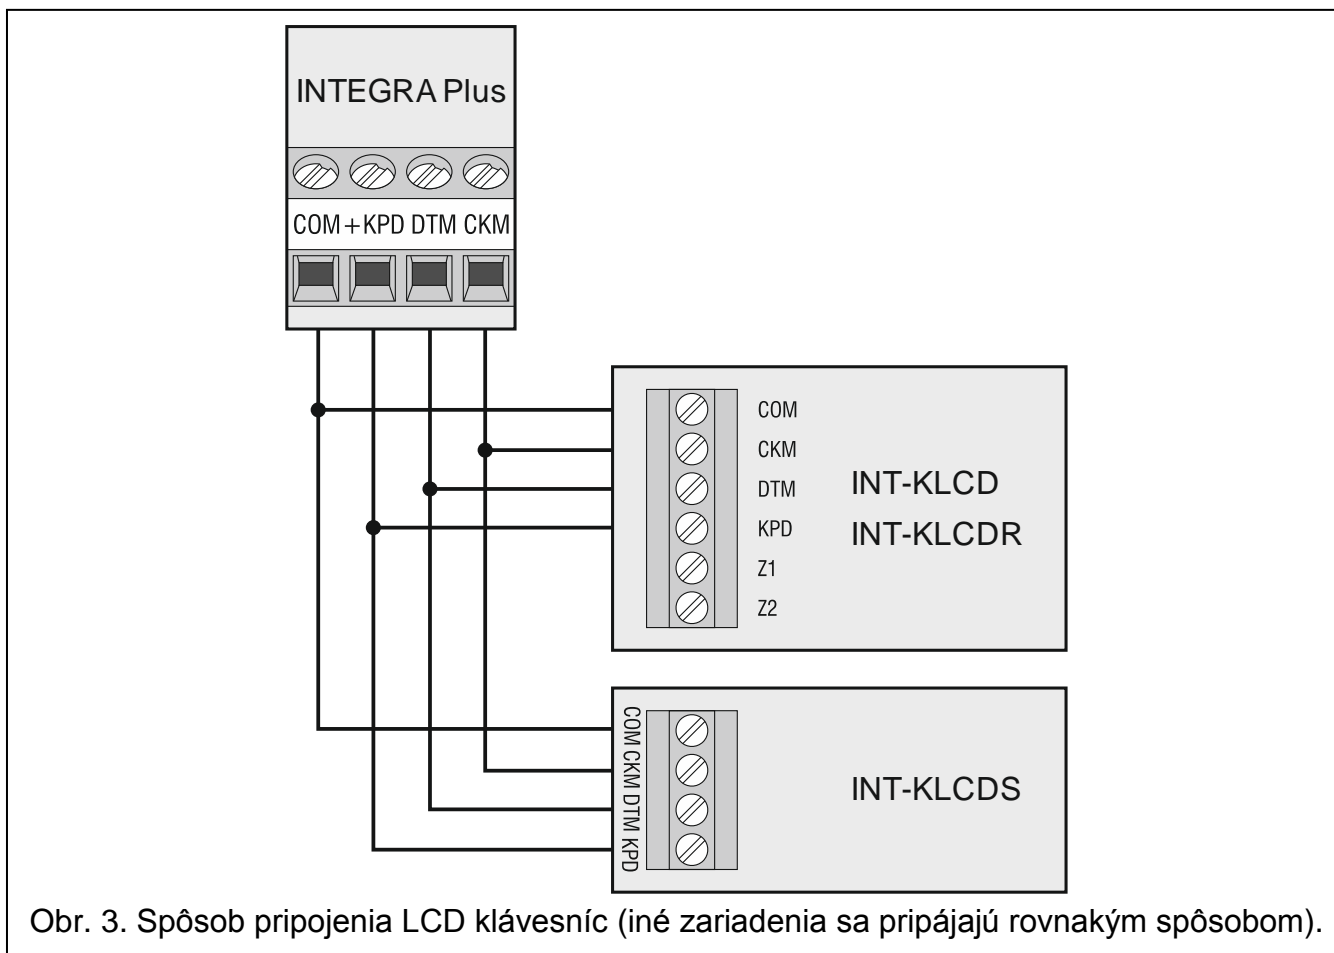 INTEGRA Plus
COM +KPD DTM CKM
COM
CKM
DTM
KPD
Z1
Z2
INT-KLCD
INT-KLCDR
COM CKM DTM KPD
INT-KLCDS
Obr. 3. Spôsob pripojenia LCD klávesníc (iné zariadenia sa pripájajú rovnakým spôsobom).